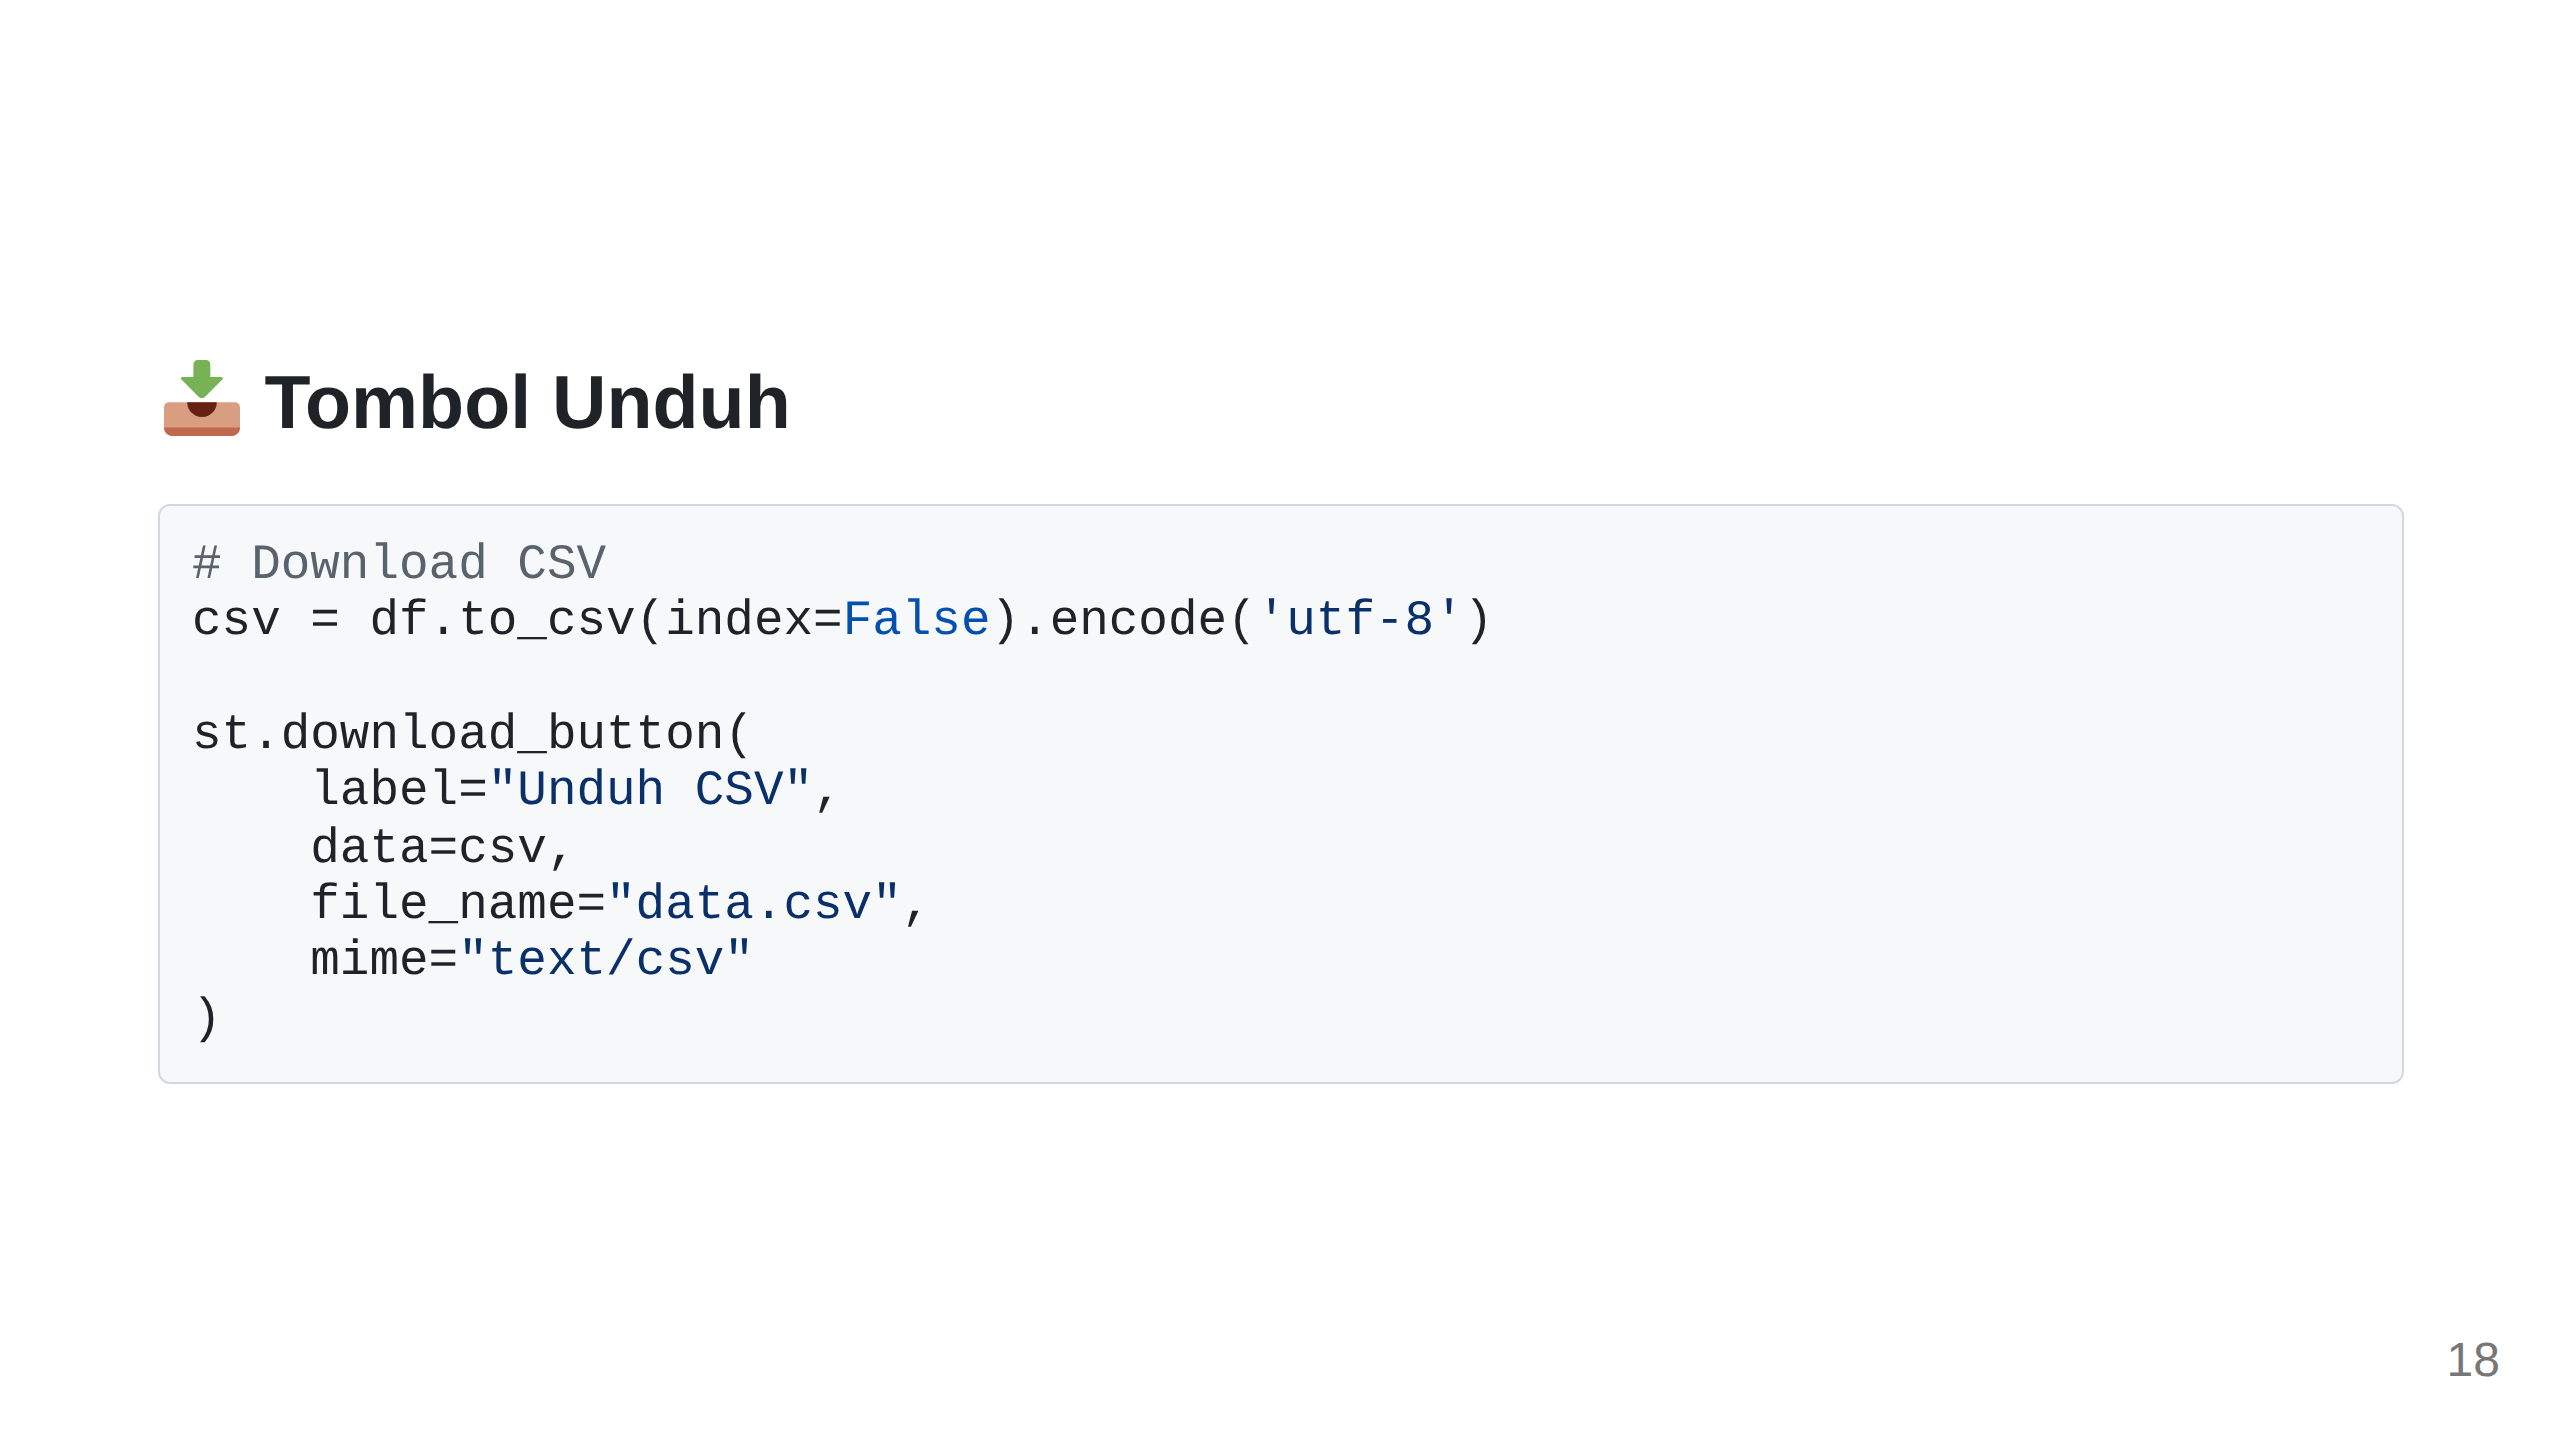 Tombol Unduh
# Download CSV
csv = df.to_csv(index=False).encode('utf-8')

st.download_button(
    label="Unduh CSV",
    data=csv,
    file_name="data.csv",
    mime="text/csv"
)
18